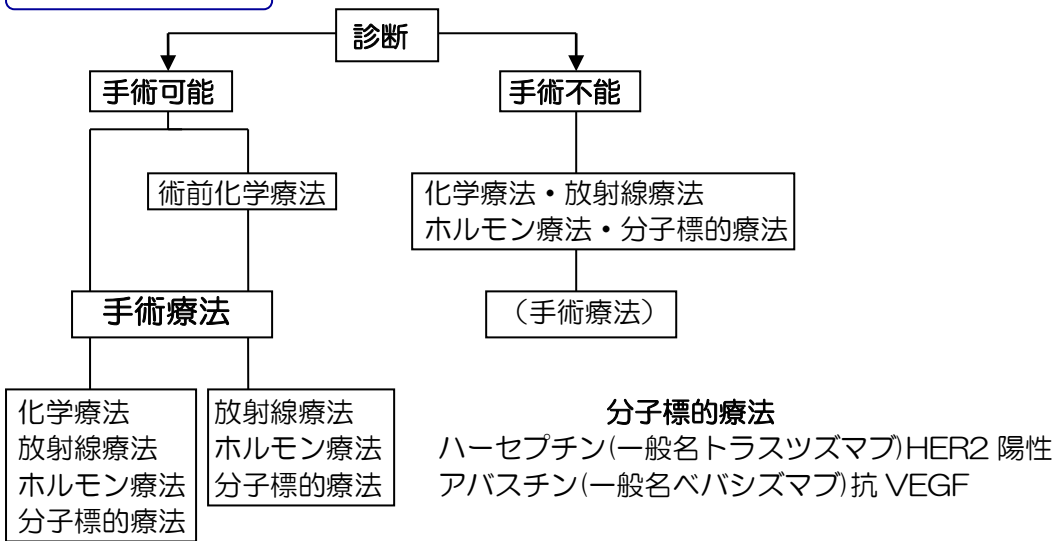 診断
手術可能
手術不能
術前化学療法
化学療法・放射線療法
ホルモン療法・分子標的療法
手術療法
（手術療法）
化学療法
放射線療法
ホルモン療法
分子標的療法
放射線療法
ホルモン療法
分子標的療法
分子標的療法
ハーセプチン(一般名トラスツズマブ)HER2 陽性
アバスチン(一般名ベバシズマブ)抗 VEGF